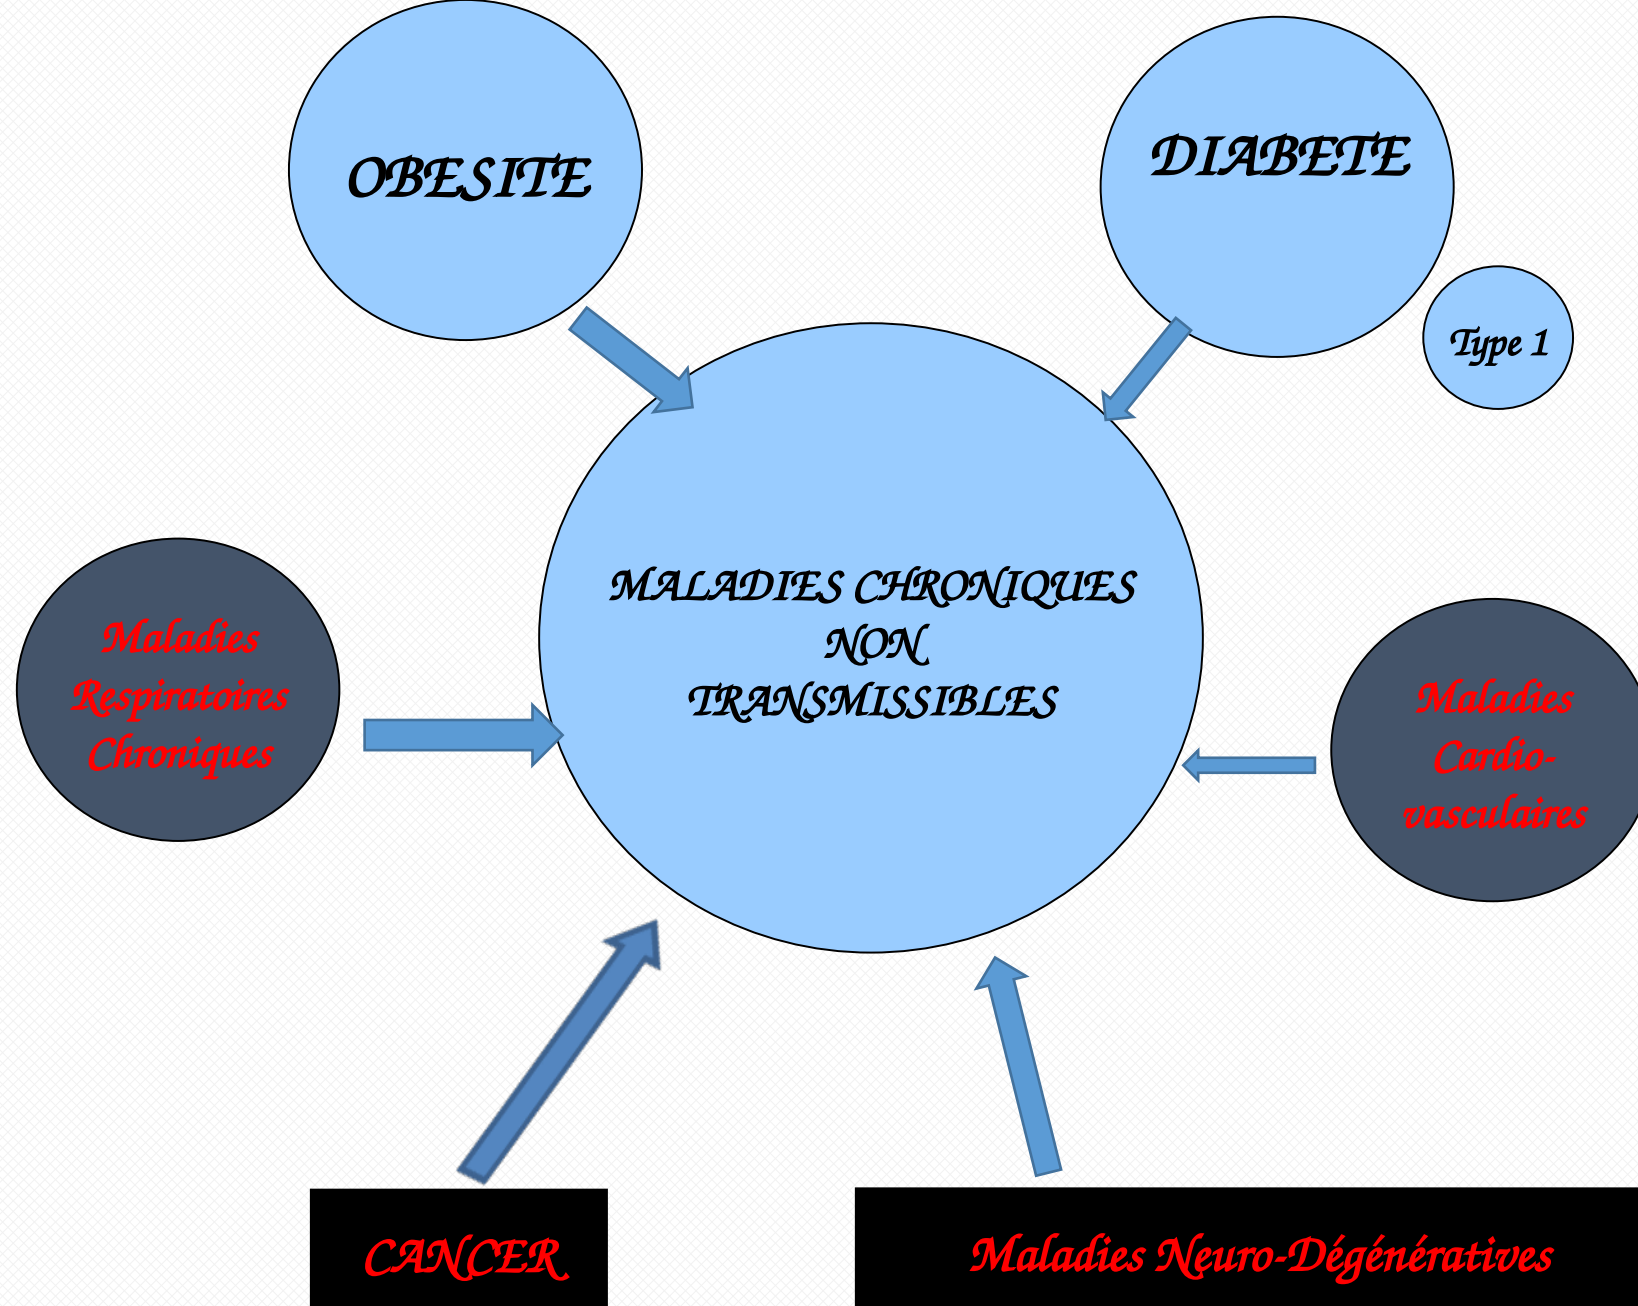 OBESITE
DIABETE
Type 1
MALADIES CHRONIQUES
NON
TRANSMISSIBLES
Maladies
Respiratoires
Chroniques
Maladies
Cardio-
vasculaires
CANCER
Maladies Neuro-Dégénératives